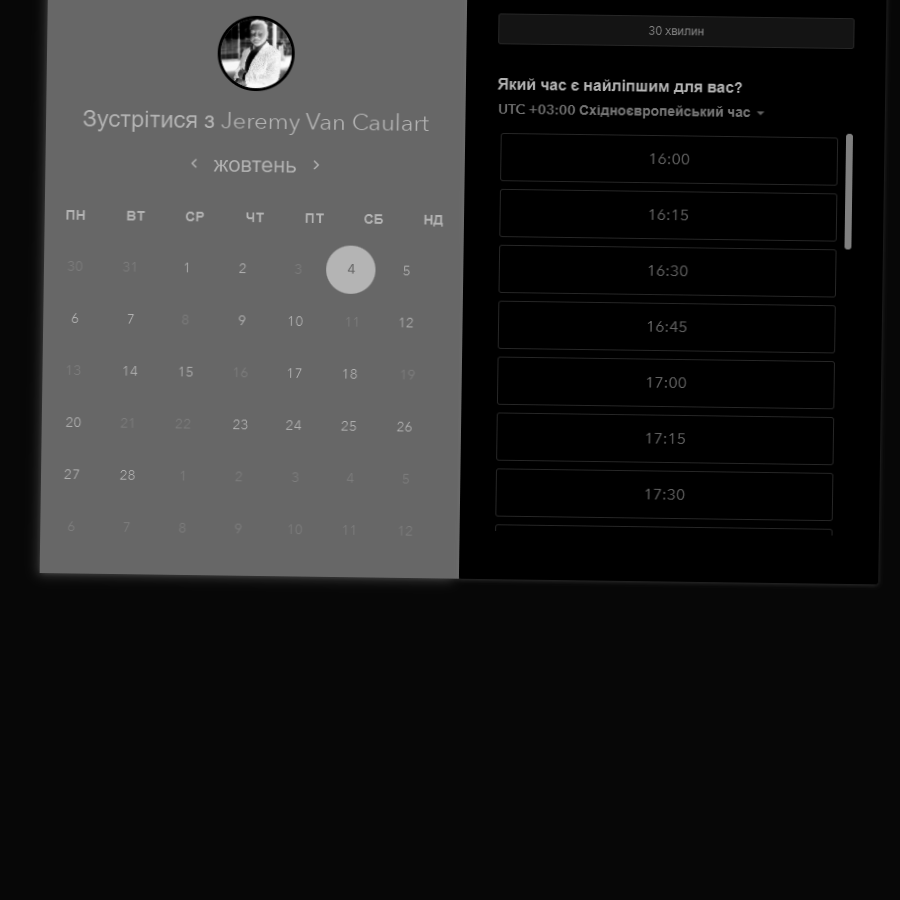 Зустрітися з Jeremy Van Caulart
жовтень
ПН ВТ СР ЧТ ПТ СБ НД
30 31 1 2 3 4 5
6 7 8 9 10 11 12
13 14 15 16 17 18 19
20 21 22 23 24 25 26
27 28 1 2 3 4 5
6 7 8 9 10 11 12
30 хвилин
Який час є найліпшим для вас?
UTC +03:00 Східноєвропейський час
16:00
16:15
16:30
16:45
17:00
17:15
17:30